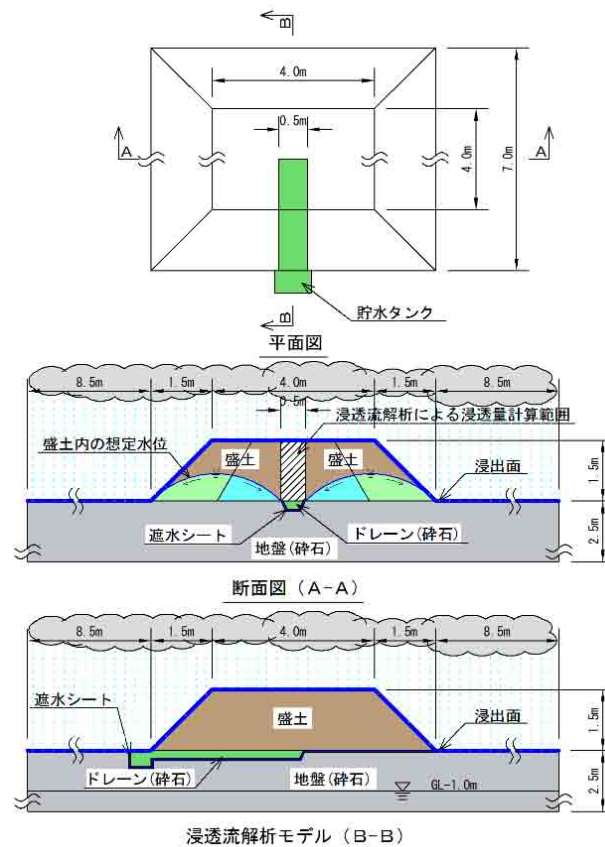 B
4.0m
0.5m
A
A
4.0m
7.0m
B
貯水タンク
平面図
8.5m
1.5m
4.0m
1.5m
8.5m
0.5m
浸透流解析による浸透量計算範囲
盛土内の想定水位
盛土
盛土
浸出面
1.5m
遮水シート
ドレーン(砕石)
地盤(砕石)
2.5m
断面図(A-A)
8.5m
1.5m
4.0m
1.5m
8.5m
遮水シート
盛土
浸出面
1.5m
ドレーン(砕石)
地盤(砕石)
GL-1.0m
2.5m
浸透流解析モデル(B-B)